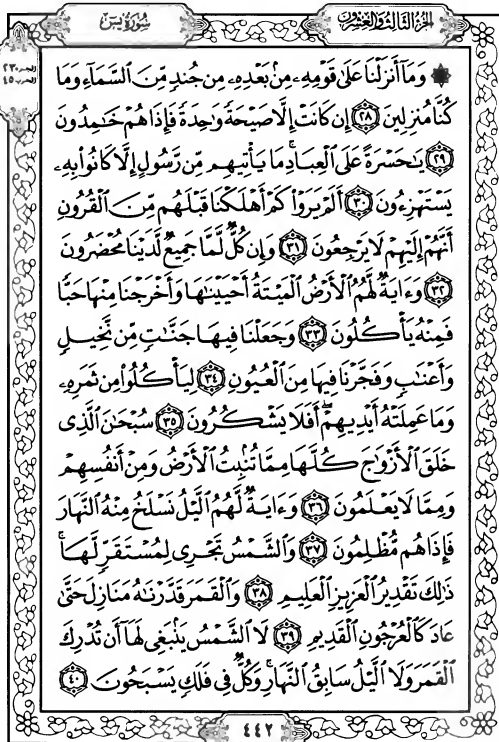 الجزء الثالث والعشرون
سورة يس
الجزء ٢٣
الحزب ٤٥
وَمَآ أَنزَلْنَا عَلَىٰ قَوْمِهِۦ مِنۢ بَعْدِهِۦ مِن جُندٍ مِّنَ ٱلسَّمَآءِ وَمَا
كُنَّا مُنزِلِينَ ٢٨ إِن كَانَتْ إِلَّا صَيْحَةً وَٰحِدَةً فَإِذَا هُمْ خَٰمِدُونَ
٢٩ يَٰحَسْرَةً عَلَى ٱلْعِبَادِ ۚ مَا يَأْتِيهِم مِّن رَّسُولٍ إِلَّا كَانُوا۟ بِهِۦ
يَسْتَهْزِءُونَ ٣٠ أَلَمْ يَرَوْا۟ كَمْ أَهْلَكْنَا قَبْلَهُم مِّنَ ٱلْقُرُونِ
أَنَّهُمْ إِلَيْهِمْ لَا يَرْجِعُونَ ٣١ وَإِن كُلٌّ لَّمَّا جَمِيعٌ لَّدَيْنَا مُحْضَرُونَ
٣٢ وَءَايَةٌ لَّهُمُ ٱلْأَرْضُ ٱلْمَيْتَةُ أَحْيَيْنَٰهَا وَأَخْرَجْنَا مِنْهَا حَبًّا
فَمِنْهُ يَأْكُلُونَ ٣٣ وَجَعَلْنَا فِيهَا جَنَّٰتٍ مِّن نَّخِيلٍ
وَأَعْنَٰبٍ وَفَجَّرْنَا فِيهَا مِنَ ٱلْعُيُونِ ٣٤ لِيَأْكُلُوا۟ مِن ثَمَرِهِۦ
وَمَا عَمِلَتْهُ أَيْدِيهِمْ ۖ أَفَلَا يَشْكُرُونَ ٣٥ سُبْحَٰنَ ٱلَّذِى
خَلَقَ ٱلْأَزْوَٰجَ كُلَّهَا مِمَّا تُنۢبِتُ ٱلْأَرْضُ وَمِنْ أَنفُسِهِمْ
وَمِمَّا لَا يَعْلَمُونَ ٣٦ وَءَايَةٌ لَّهُمُ ٱلَّيْلُ نَسْلَخُ مِنْهُ ٱلنَّهَارَ
فَإِذَا هُم مُّظْلِمُونَ ٣٧ وَٱلشَّمْسُ تَجْرِى لِمُسْتَقَرٍّ لَّهَا ۚ
ذَٰلِكَ تَقْدِيرُ ٱلْعَزِيزِ ٱلْعَلِيمِ ٣٨ وَٱلْقَمَرَ قَدَّرْنَٰهُ مَنَازِلَ حَتَّىٰ
عَادَ كَٱلْعُرْجُونِ ٱلْقَدِيمِ ٣٩ لَا ٱلشَّمْسُ يَنۢبَغِى لَهَآ أَن تُدْرِكَ
ٱلْقَمَرَ وَلَا ٱلَّيْلُ سَابِقُ ٱلنَّهَارِ ۚ وَكُلٌّ فِى فَلَكٍ يَسْبَحُونَ ٤٠
٤٤٢